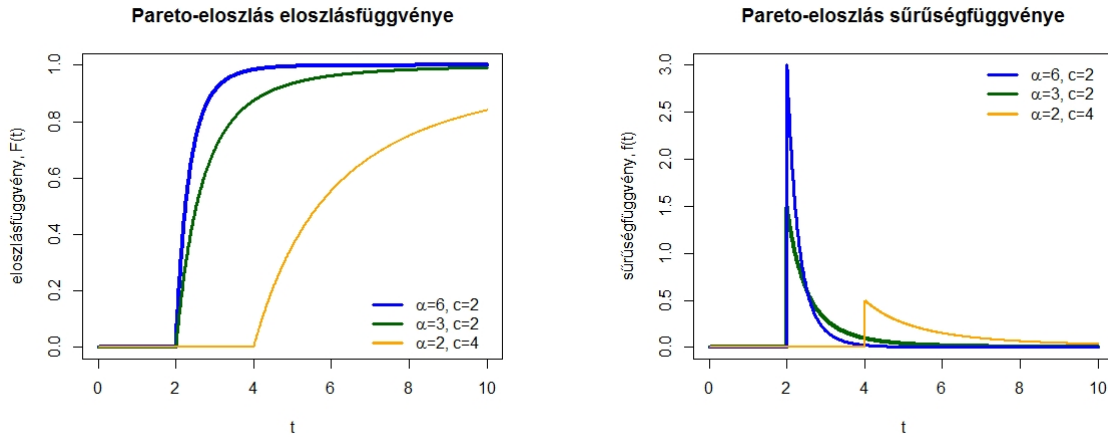 Pareto-eloszlás eloszlásfüggvénye
eloszlásfüggvény, F(t)
1.0
0.8
0.6
0.4
0.2
0.0
α=6, c=2
α=3, c=2
α=2, c=4
0 2 4 6 8 10
t
Pareto-eloszlás sűrűségfüggvénye
sűrűségfüggvény, f(t)
3.0
2.5
2.0
1.5
1.0
0.5
0.0
α=6, c=2
α=3, c=2
α=2, c=4
0 2 4 6 8 10
t